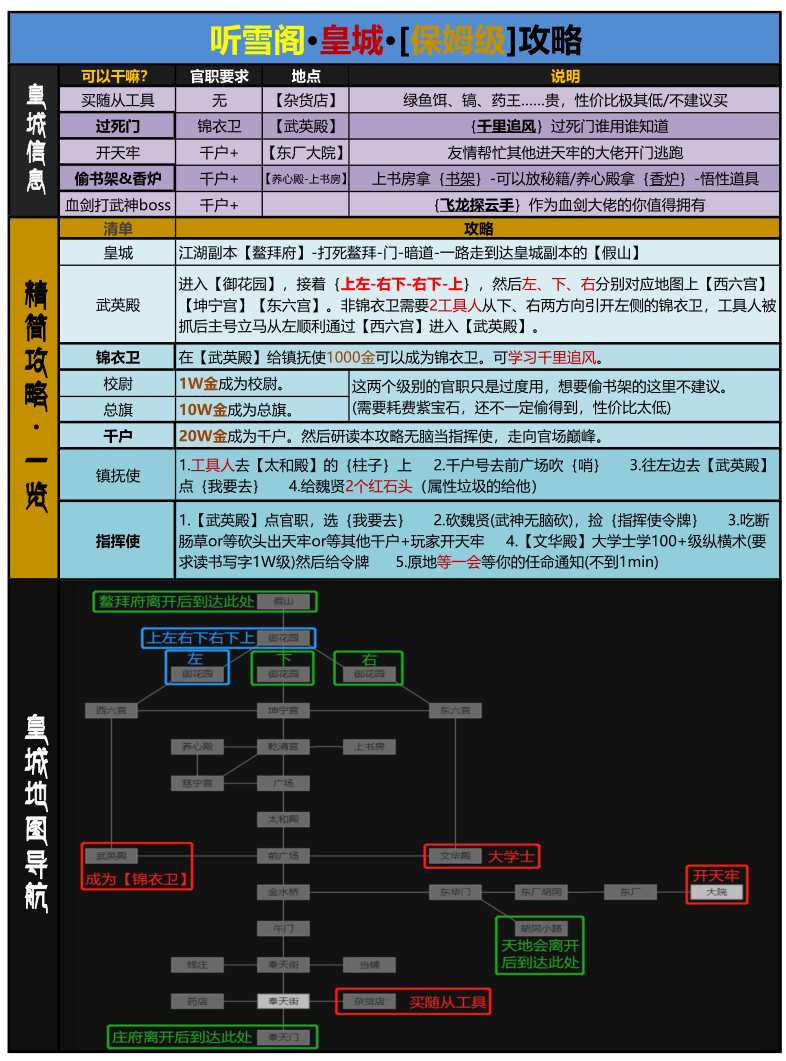 听雪阁·皇城·[保姆级]攻略
皇城信息
可以干嘛? 官职要求 地点 说明
买随从工具 无 【杂货店】 绿鱼饵、镐、药王......贵，性价比极其低/不建议买
过死门 锦衣卫 【武英殿】 {千里追风} 过死门谁用谁知道
开天牢 千户+ 【东厂大院】 友情帮忙其他进天牢的大佬开门逃跑
偷书架&香炉 千户+ 【养心殿-上书房】 上书房拿｛书架｝-可以放秘籍/养心殿拿｛香炉｝-悟性道具
血剑打武神boss 千户+ {飞龙探云手} 作为血剑大佬的你值得拥有
精简攻略·一览
清单 攻略
皇城 江湖副本【鳌拜府】-打死鳌拜-门-暗道-一路走到达皇城副本的【假山】
武英殿 进入【御花园】，接着｛上左-右下-右下-上｝，然后左、下、右分别对应地图上【西六宫】
【坤宁宫】【东六宫】。非锦衣卫需要2工具人从下、右两方向引开左侧的锦衣卫，工具人被
抓后主号立马从左顺利通过【西六宫】进入【武英殿】。
锦衣卫 在【武英殿】给镇抚使1000金可以成为锦衣卫。可学习千里追风。
校尉 1W金成为校尉。 这两个级别的官职只是过度用，想要偷书架的这里不建议。
总旗 10W金成为总旗。 (需要耗费紫宝石，还不一定偷得到，性价比太低)
千户 20W金成为千户。然后研读本攻略无脑当指挥使，走向官场巅峰。
镇抚使 1.工具人去【太和殿】的｛柱子｝上 2.千户号去前广场吹｛哨｝ 3.往左边去【武英殿】
点｛我要去｝ 4.给魏贤2个红石头（属性垃圾的给他）
指挥使 1.【武英殿】点官职，选｛我要去｝ 2.砍魏贤(武神无脑砍)，捡｛指挥使令牌｝ 3.吃断
肠草or等砍头出天牢or等其他千户+玩家开天牢 4.【文华殿】大学士学100+级纵横术(要
求读书写字1W级)然后给令牌 5.原地等一会等你的任命通知(不到1min)
皇城地图导航
鳌拜府离开后到达此处 假山
上左右下右下上 御花园
左 下 右
御花园 御花园 御花园
西六宫 坤宁宫 东六宫
养心殿 乾清宫 上书房
慈宁宫 广场
太和殿
武英殿 前广场 文华殿 大学士
成为【锦衣卫】
开天牢
金水桥 东华门 东厂胡同 东厂 大院
午门 胡同小路
天地会离开
后到达此处
钱庄 奉天街 当铺
药店 奉天街 杂货店 买随从工具
庄府离开后到达此处 奉天门